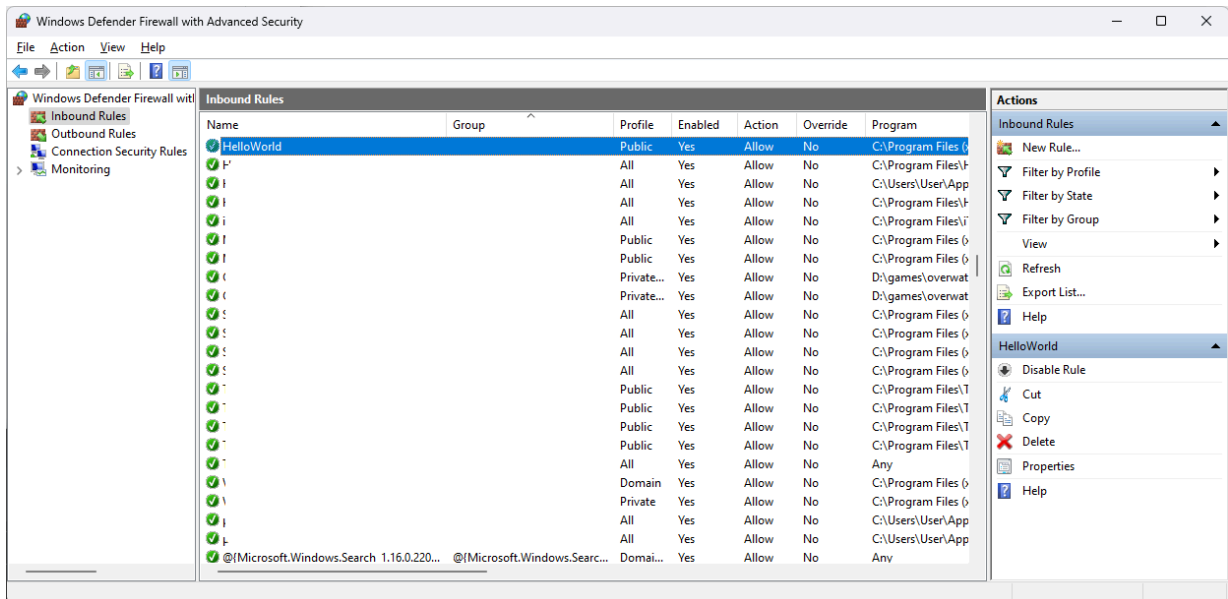 Windows Defender Firewall with Advanced Security
File Action View Help
Windows Defender Firewall witl
Inbound Rules
Outbound Rules
Connection Security Rules
Monitoring
Inbound Rules
Name Group Profile Enabled Action Override Program
HelloWorld Public Yes Allow No C:\Program Files (x
All Yes Allow No C:\Program Files\H
All Yes Allow No C:\Users\User\App
All Yes Allow No C:\Program Files\H
All Yes Allow No C:\Program Files\iT
Public Yes Allow No C:\Program Files (x
Public Yes Allow No C:\Program Files (x
Private... Yes Allow No D:\games\overwat
Private... Yes Allow No D:\games\overwat
All Yes Allow No C:\Program Files (x
All Yes Allow No C:\Program Files (x
All Yes Allow No C:\Program Files (x
All Yes Allow No C:\Program Files (x
Public Yes Allow No C:\Program Files\T
Public Yes Allow No C:\Program Files\T
Public Yes Allow No C:\Program Files\T
Public Yes Allow No C:\Program Files\T
All Yes Allow No Any
Domain Yes Allow No C:\Program Files (x
Private Yes Allow No C:\Program Files (x
All Yes Allow No C:\Users\User\App
All Yes Allow No C:\Users\User\App
@{Microsoft.Windows.Search 1.16.0.220... @{Microsoft.Windows.Searc... Domai... Yes Allow No Any
Actions
Inbound Rules
New Rule...
Filter by Profile
Filter by State
Filter by Group
View
Refresh
Export List...
Help
HelloWorld
Disable Rule
Cut
Copy
Delete
Properties
Help